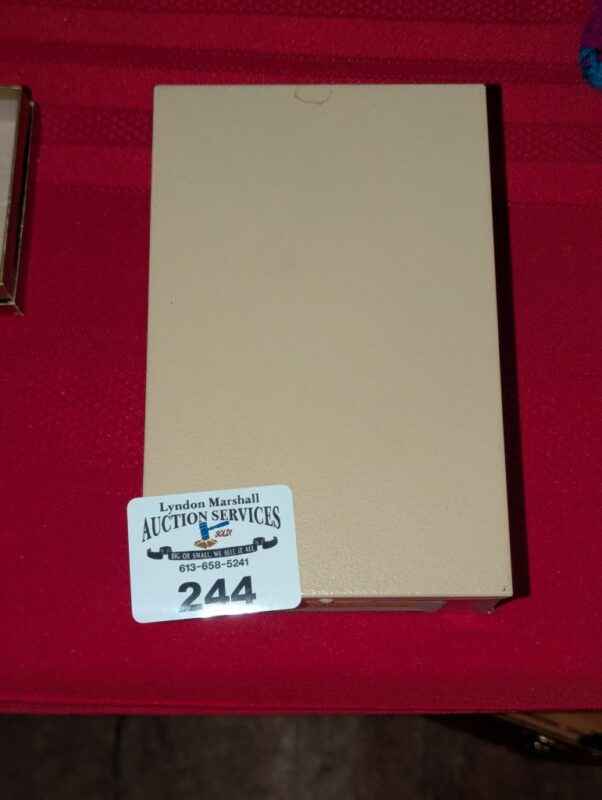 Lyndon Marshall
AUCTION SERVICES
SOLD!
BIG OR SMALL, WE SELL IT ALL
613-658-5241
244